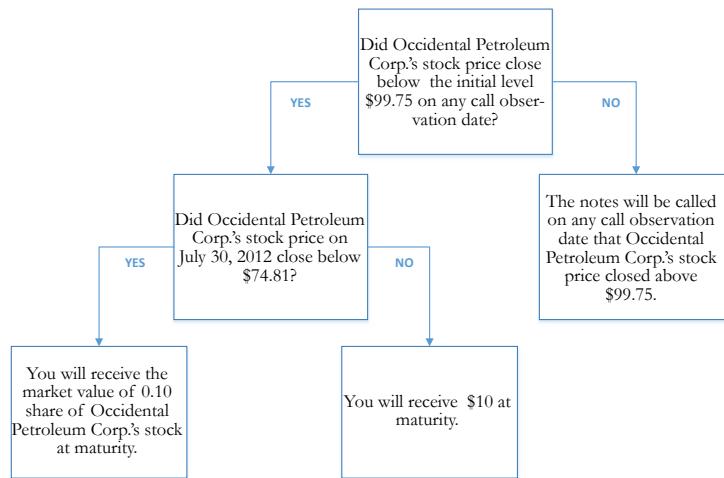 Did Occidental Petroleum
Corp.'s stock price close
below the initial level
$99.75 on any call obser-
vation date?
YES
NO
Did Occidental Petroleum
Corp.'s stock price on
July 30, 2012 close below
$74.81?
The notes will be called
on any call observation
date that Occidental
Petroleum Corp.'s stock
price closed above
$99.75.
YES
NO
You will receive the
market value of 0.10
share of Occidental
Petroleum Corp.'s stock
at maturity.
You will receive $10 at
maturity.